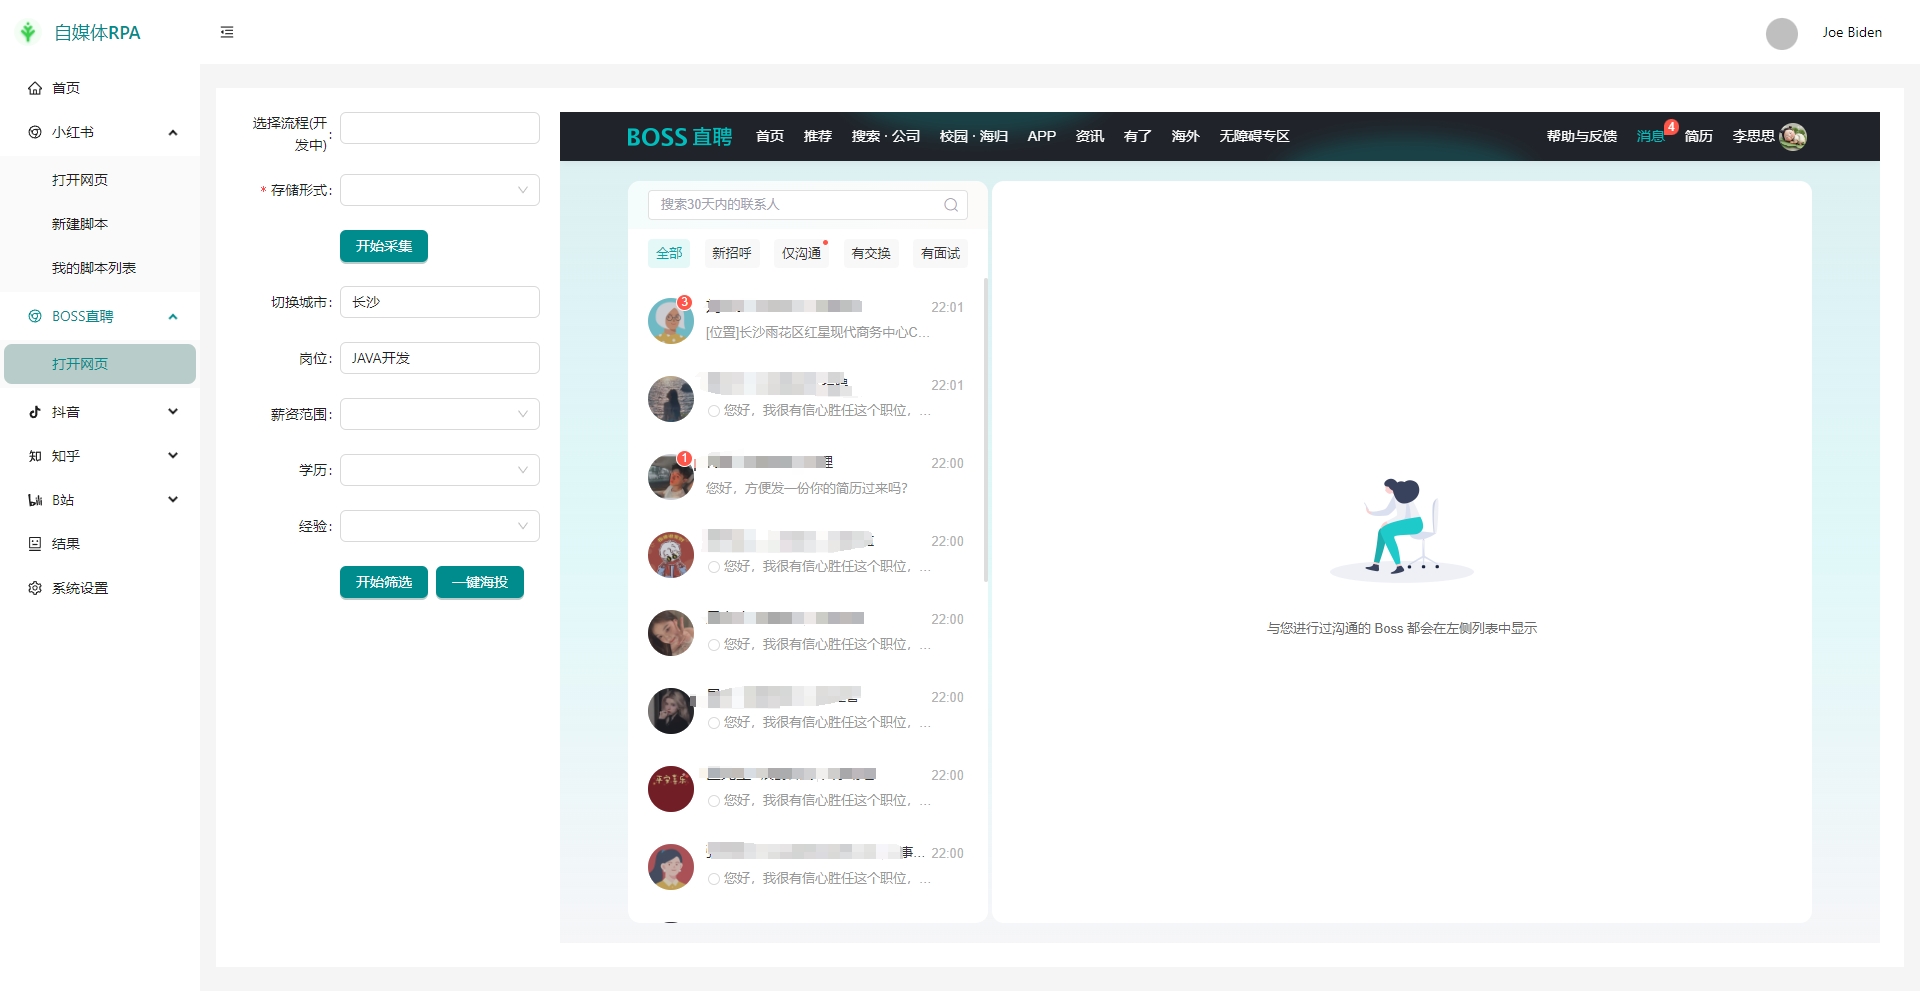 自媒体RPA
Joe Biden
首页
小红书
打开网页
新建脚本
我的脚本列表
BOSS直聘
打开网页
抖音
知 知乎
B站
结果
系统设置
选择流程(开
发中)
:
* 存储形式:
开始采集
切换城市: 长沙
岗位: JAVA开发
薪资范围:
学历:
经验:
开始筛选 一键海投
BOSS 直聘 首页 推荐 搜索 · 公司 校园 · 海归 APP 资讯 有了 海外 无障碍专区 帮助与反馈 消息 4 简历 李思思
搜索30天内的联系人
全部 新招呼 仅沟通 有交换 有面试
3 22:01
[位置]长沙雨花区红星现代商务中心C...
22:01
您好，我很有信心胜任这个职位，...
1 理 22:00
您好，方便发一份你的简历过来吗？
22:00
您好，我很有信心胜任这个职位，...
22:00
您好，我很有信心胜任这个职位，...
22:00
您好，我很有信心胜任这个职位，...
22:00
您好，我很有信心胜任这个职位，...
事... 22:00
您好，我很有信心胜任这个职位，...
与您进行过沟通的 Boss 都会在左侧列表中显示